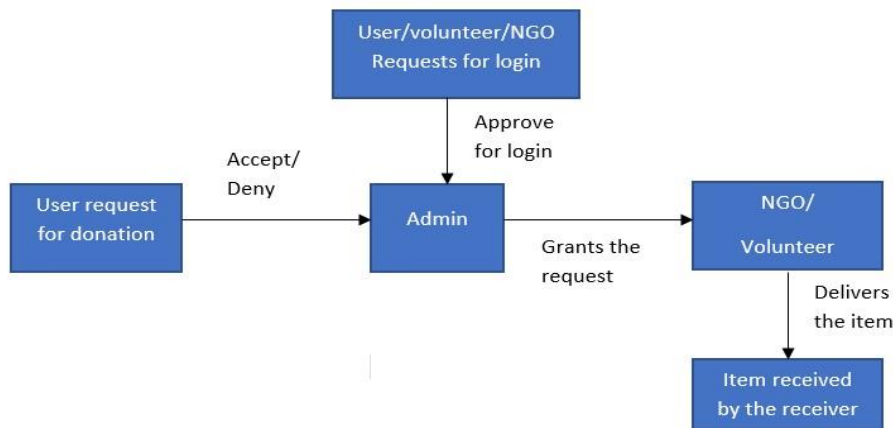 User/volunteer/NGO
Requests for login
Approve
for login
Accept/
Deny
User request
for donation
Admin
Grants the
request
NGO/
Volunteer
Delivers
the item
Item received
by the receiver